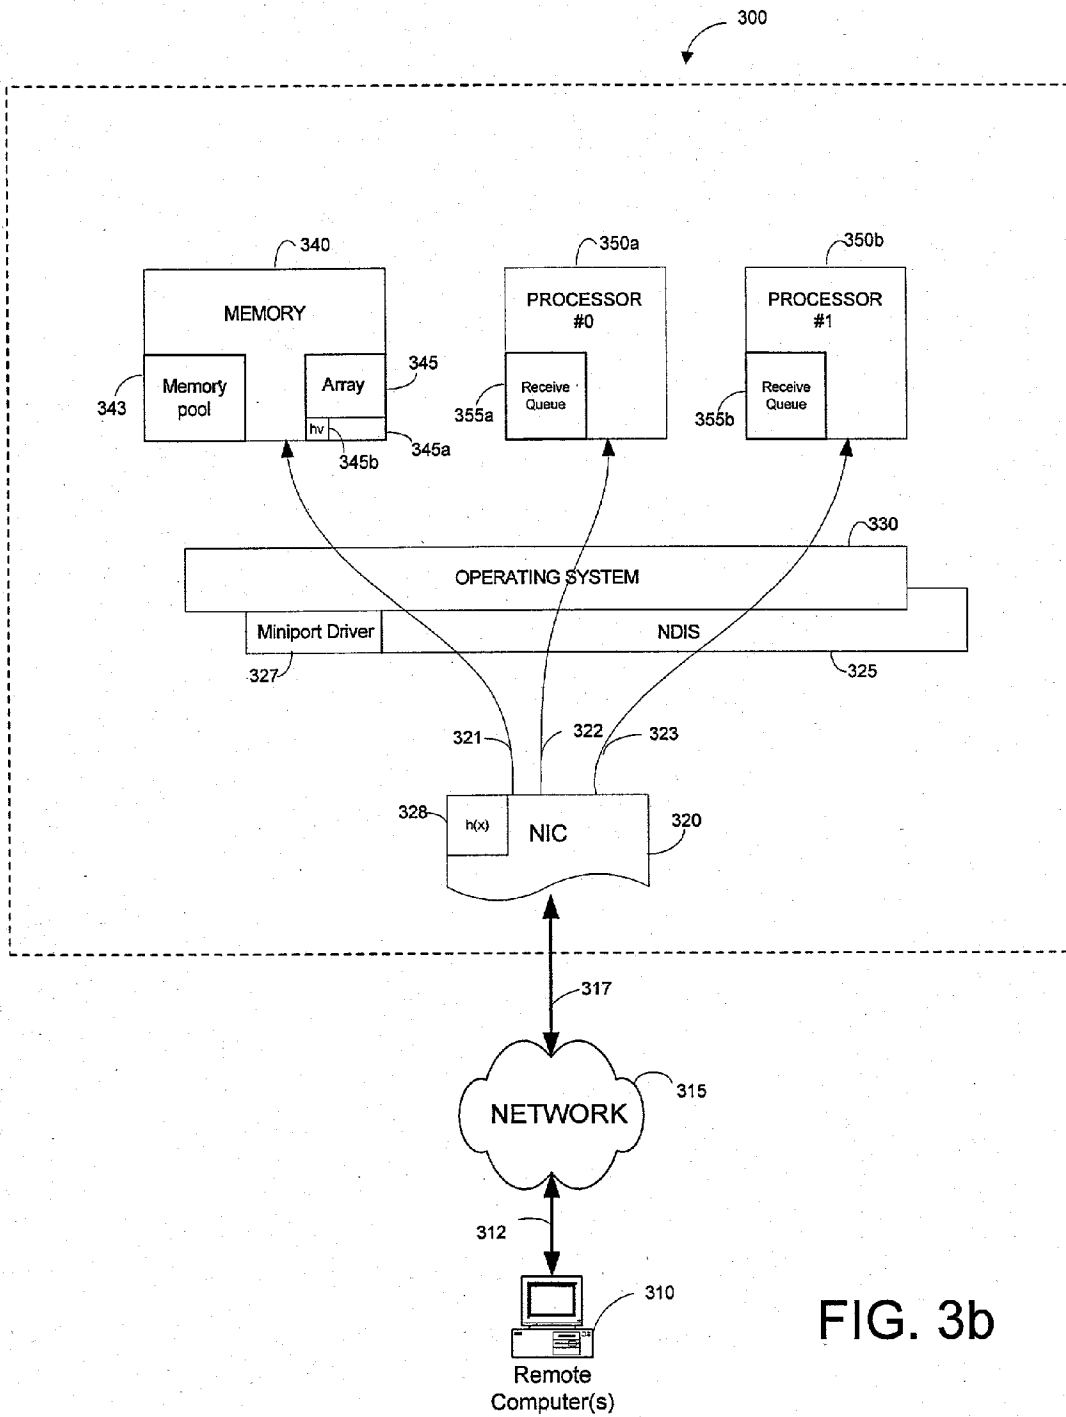 300
340
350a
350b
MEMORY
PROCESSOR
#0
PROCESSOR
#1
343
Memory
pool
Array
345
hv
345b
345a
355a
Receive
Queue
355b
Receive
Queue
330
OPERATING SYSTEM
Miniport Driver
NDIS
327
325
321
322
323
328
h(x)
NIC
320
317
NETWORK
315
312
310
Remote
Computer(s)
FIG. 3b